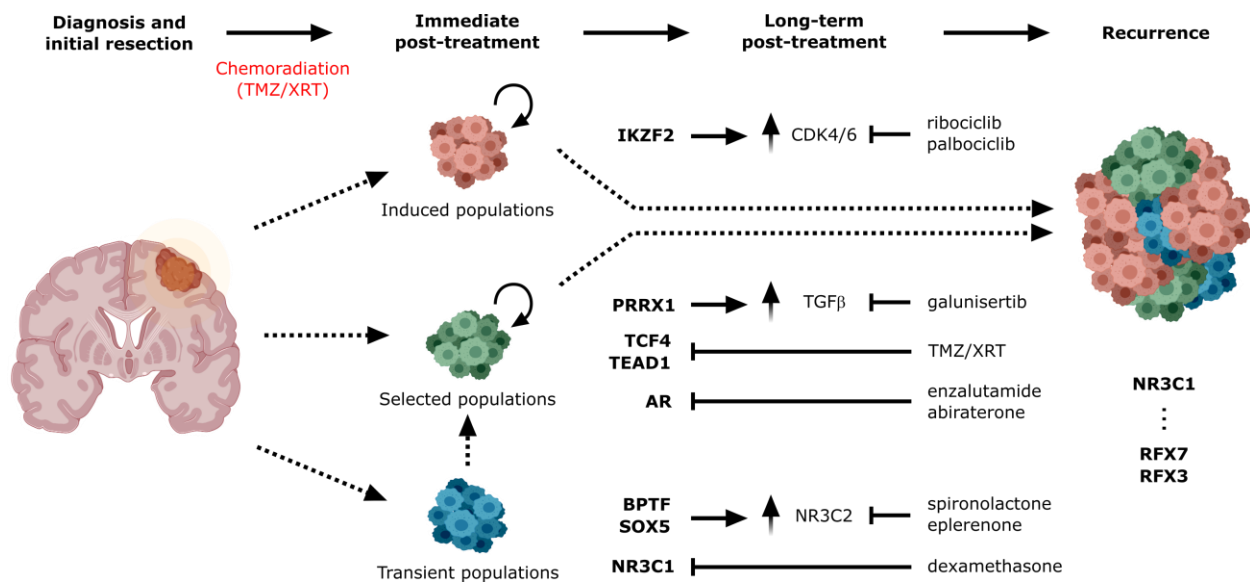 Diagnosis and
initial resection
Chemoradiation
(TMZ/XRT)
Immediate
post-treatment
Long-term
post-treatment
Recurrence
Induced populations
IKZF2
CDK4/6
ribociclib
palbociclib
Selected populations
PRRX1
TGFβ
galunisertib
TCF4
TEAD1
TMZ/XRT
AR
enzalutamide
abiraterone
Transient populations
BPTF
SOX5
NR3C2
spironolactone
eplerenone
NR3C1
dexamethasone
NR3C1
RFX7
RFX3